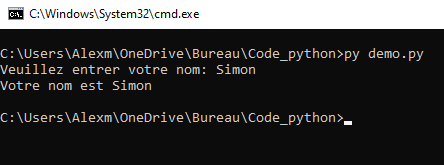 C:\Windows\System32\cmd.exe
C:\Users\Alexm\OneDrive\Bureau\Code_python>py demo.py
Veuillez entrer votre nom: Simon
Votre nom est Simon
C:\Users\Alexm\OneDrive\Bureau\Code_python>